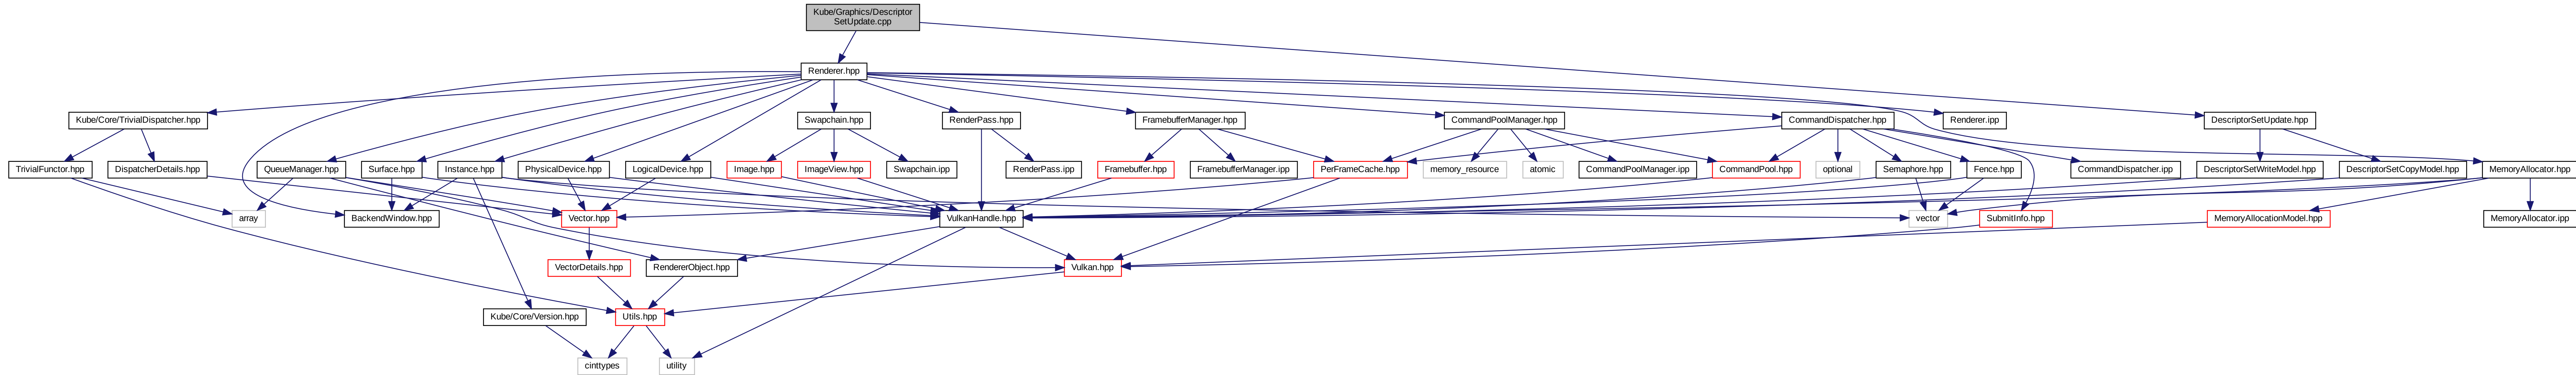 Kube/Graphics/Descriptor
SetUpdate.cpp
Renderer.hpp
Kube/Core/TrivialDispatcher.hpp
Swapchain.hpp
RenderPass.hpp
FramebufferManager.hpp
CommandPoolManager.hpp
CommandDispatcher.hpp
Renderer.ipp
DescriptorSetUpdate.hpp
TrivialFunctor.hpp
DispatcherDetails.hpp
QueueManager.hpp
Surface.hpp
Instance.hpp
PhysicalDevice.hpp
LogicalDevice.hpp
Image.hpp
ImageView.hpp
Swapchain.ipp
RenderPass.ipp
Framebuffer.hpp
FramebufferManager.ipp
PerFrameCache.hpp
memory_resource
atomic
CommandPoolManager.ipp
CommandPool.hpp
optional
Semaphore.hpp
Fence.hpp
CommandDispatcher.ipp
DescriptorSetWriteModel.hpp
DescriptorSetCopyModel.hpp
MemoryAllocator.hpp
array
BackendWindow.hpp
Vector.hpp
VulkanHandle.hpp
vector
SubmitInfo.hpp
MemoryAllocationModel.hpp
MemoryAllocator.ipp
VectorDetails.hpp
RendererObject.hpp
Vulkan.hpp
Kube/Core/Version.hpp
Utils.hpp
cinttypes
utility